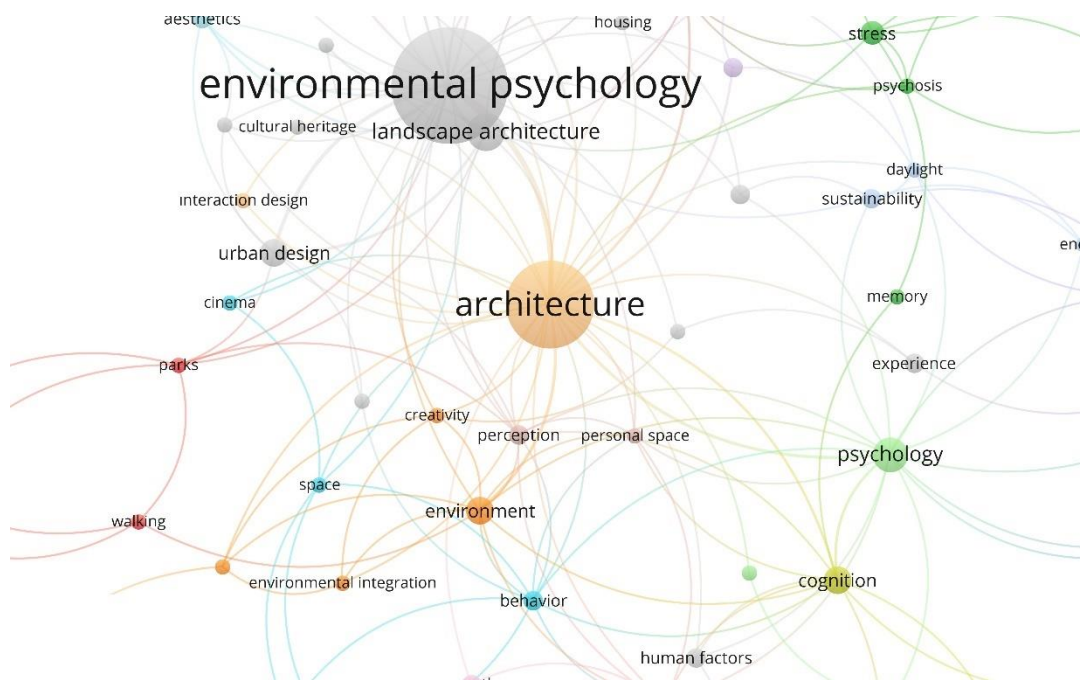 aesthetics
housing
stress
environmental psychology
psychosis
cultural heritage
landscape architecture
daylight
interaction design
sustainability
urban design
cinema
architecture
memory
parks
experience
creativity
perception
personal space
psychology
space
environment
walking
environmental integration
cognition
behavior
human factors